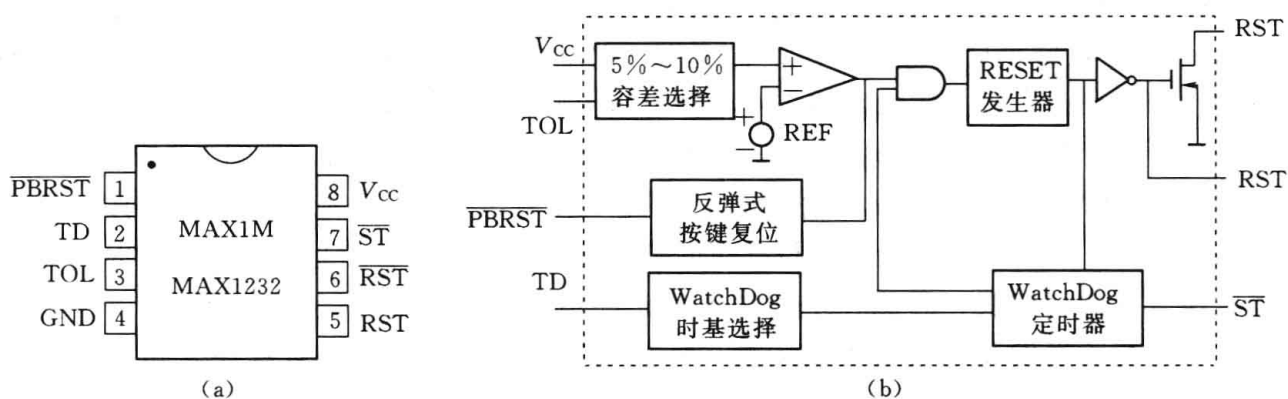 PBRST
1
TD
2
TOL
3
GND
4
MAX1M
MAX1232
8
VCC
7
ST
6
RST
5
RST
(a)
VCC
TOL
5%~10%
容差选择
+
−
+
−
REF
RESET
发生器
RST
RST
PBRST
反弹式
按键复位
TD
WatchDog
时基选择
WatchDog
定时器
ST
(b)